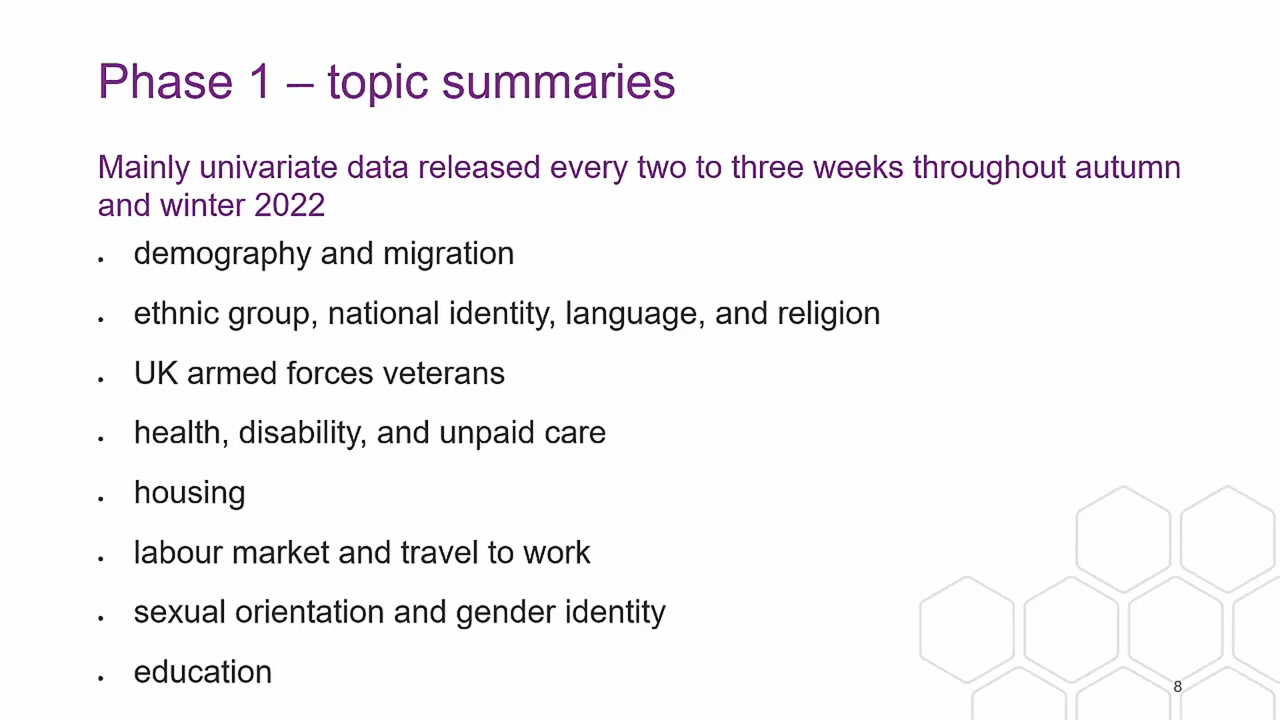 Phase 1 – topic summaries
Mainly univariate data released every two to three weeks throughout autumn
and winter 2022
• demography and migration
• ethnic group, national identity, language, and religion
• UK armed forces veterans
• health, disability, and unpaid care
• housing
• labour market and travel to work
• sexual orientation and gender identity
• education
8